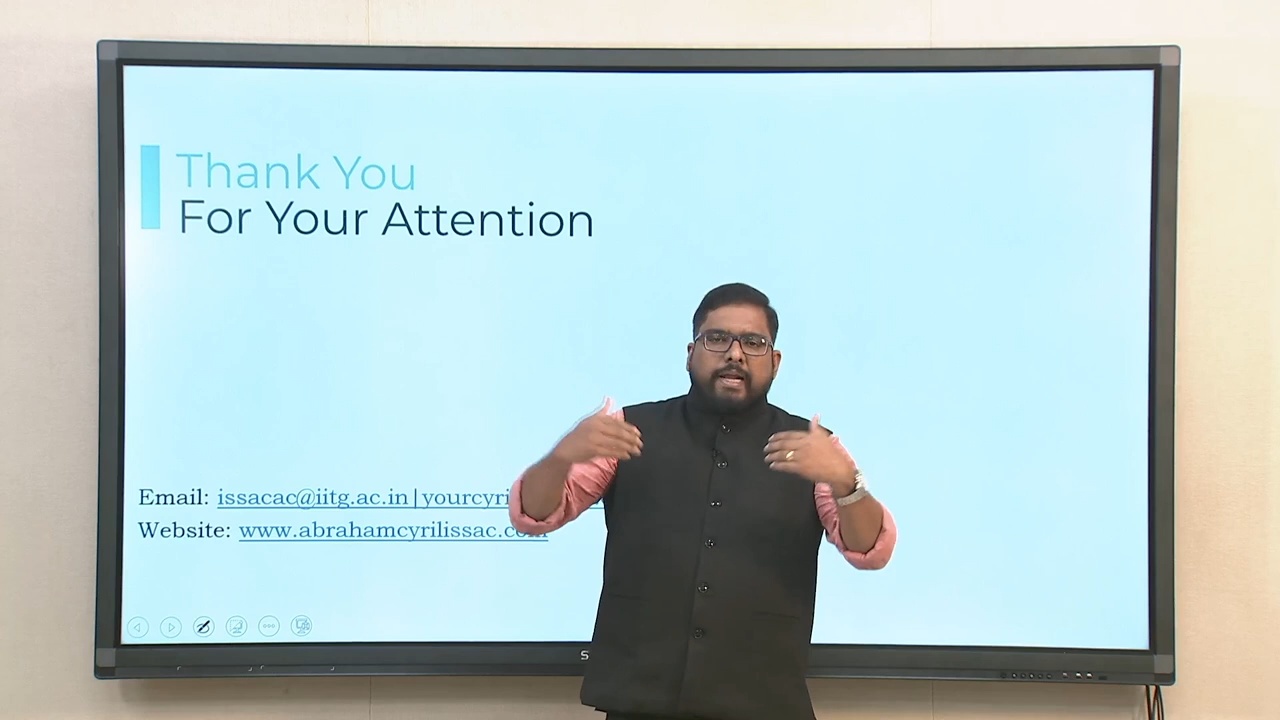 Thank You
For Your Attention
Email: issacac@iitg.ac.in|yourcyri
Website: www.abrahamcyrilissac.com